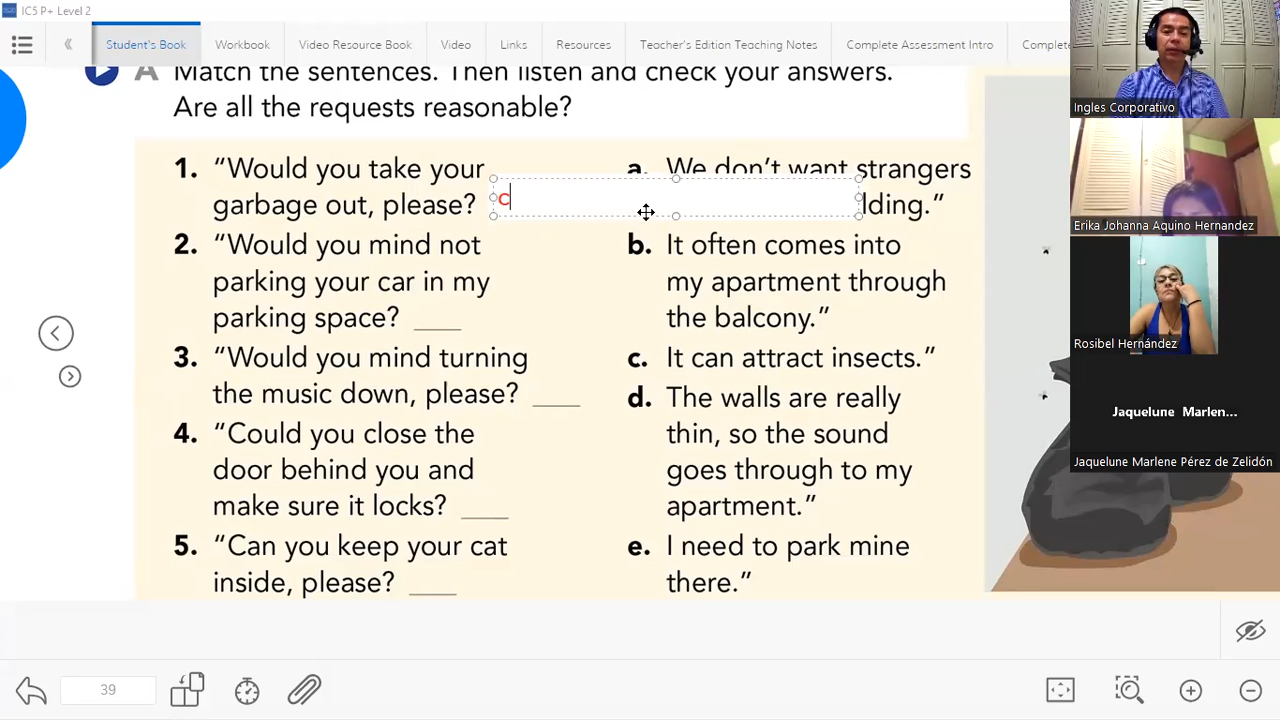 IC5 P+ Level 2
Student's Book
Workbook
Video Resource Book
Video
Links
Resources
Teacher's Edition Teaching Notes
Complete Assessment Intro
Complete
A Match the sentences. Then listen and check your answers.
Are all the requests reasonable?
1. “Would you take your
garbage out, please? c
2. “Would you mind not
parking your car in my
parking space? ____
3. “Would you mind turning
the music down, please? ____
4. “Could you close the
door behind you and
make sure it locks? ____
5. “Can you keep your cat
inside, please? ____
a. We don’t want strangers
lding.”
b. It often comes into
my apartment through
the balcony.”
c. It can attract insects.”
d. The walls are really
thin, so the sound
goes through to my
apartment.”
e. I need to park mine
there.”
39
Ingles Corporativo
Erika Johanna Aquino Hernandez
Rosibel Hernández
Jaquelune Marlen...
Jaquelune Marlene Pérez de Zelidón